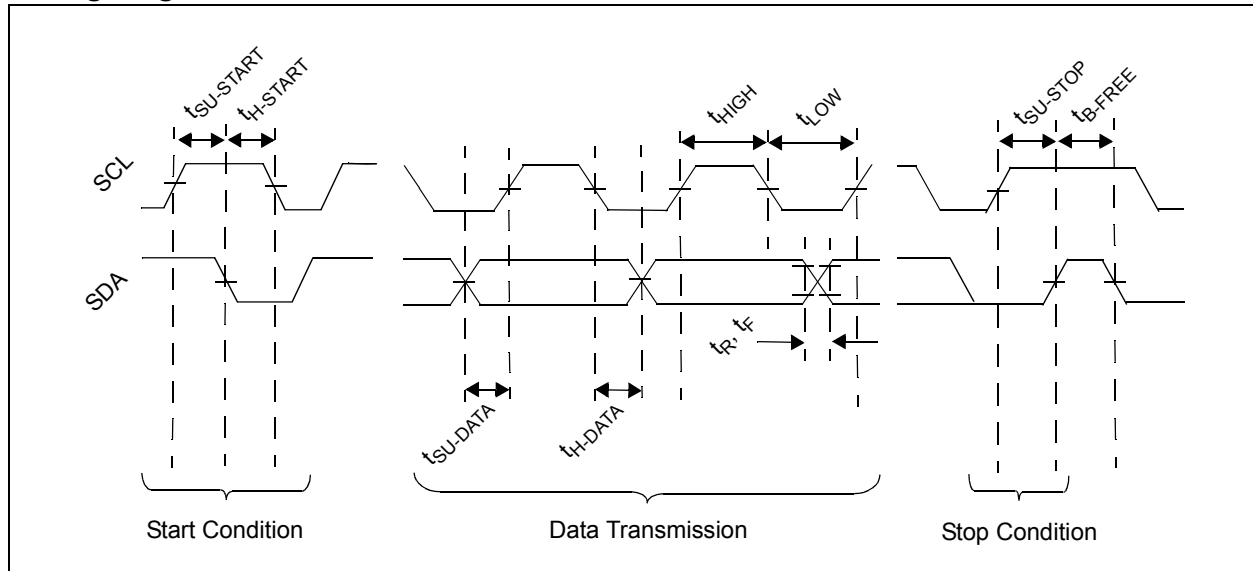 tSU-START
tH-START
tHIGH
tLOW
tSU-STOP
tB-FREE
SCL
SDA
tR, tF
tSU-DATA
tH-DATA
Start Condition
Data Transmission
Stop Condition